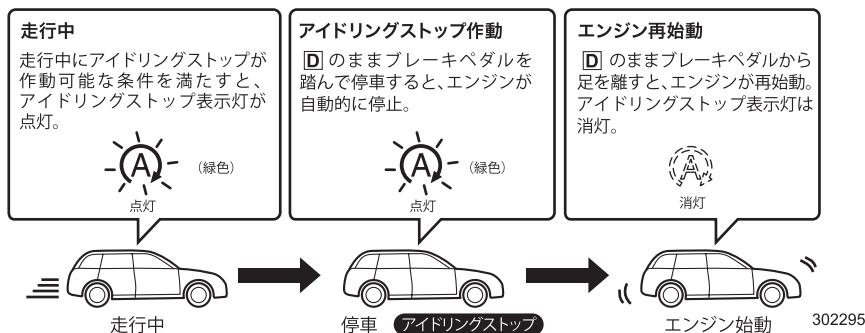 走行中
走行中にアイドリングストップが
作動可能な条件を満たすと、
アイドリングストップ表示灯が
点灯。
A
(緑色)
点灯
アイドリングストップ作動
D のままブレーキペダルを
踏んで停車すると、エンジンが
自動的に停止。
A
(緑色)
点灯
エンジン再始動
D のままブレーキペダルから
足を離すと、エンジンが再始動。
アイドリングストップ表示灯は
消灯。
A
消灯
走行中
停車 アイドリングストップ
エンジン始動
302295